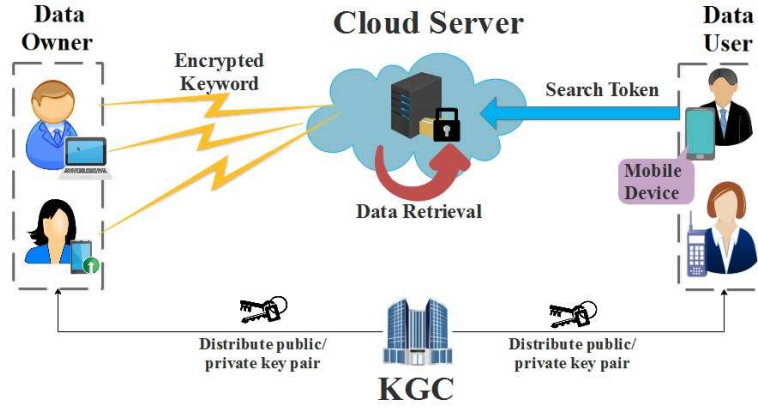 Data
Owner
Cloud Server
Data
User
Encrypted
Keyword
Search Token
Mobile
Device
Data Retrieval
Distribute public/
private key pair
Distribute public/
private key pair
KGC